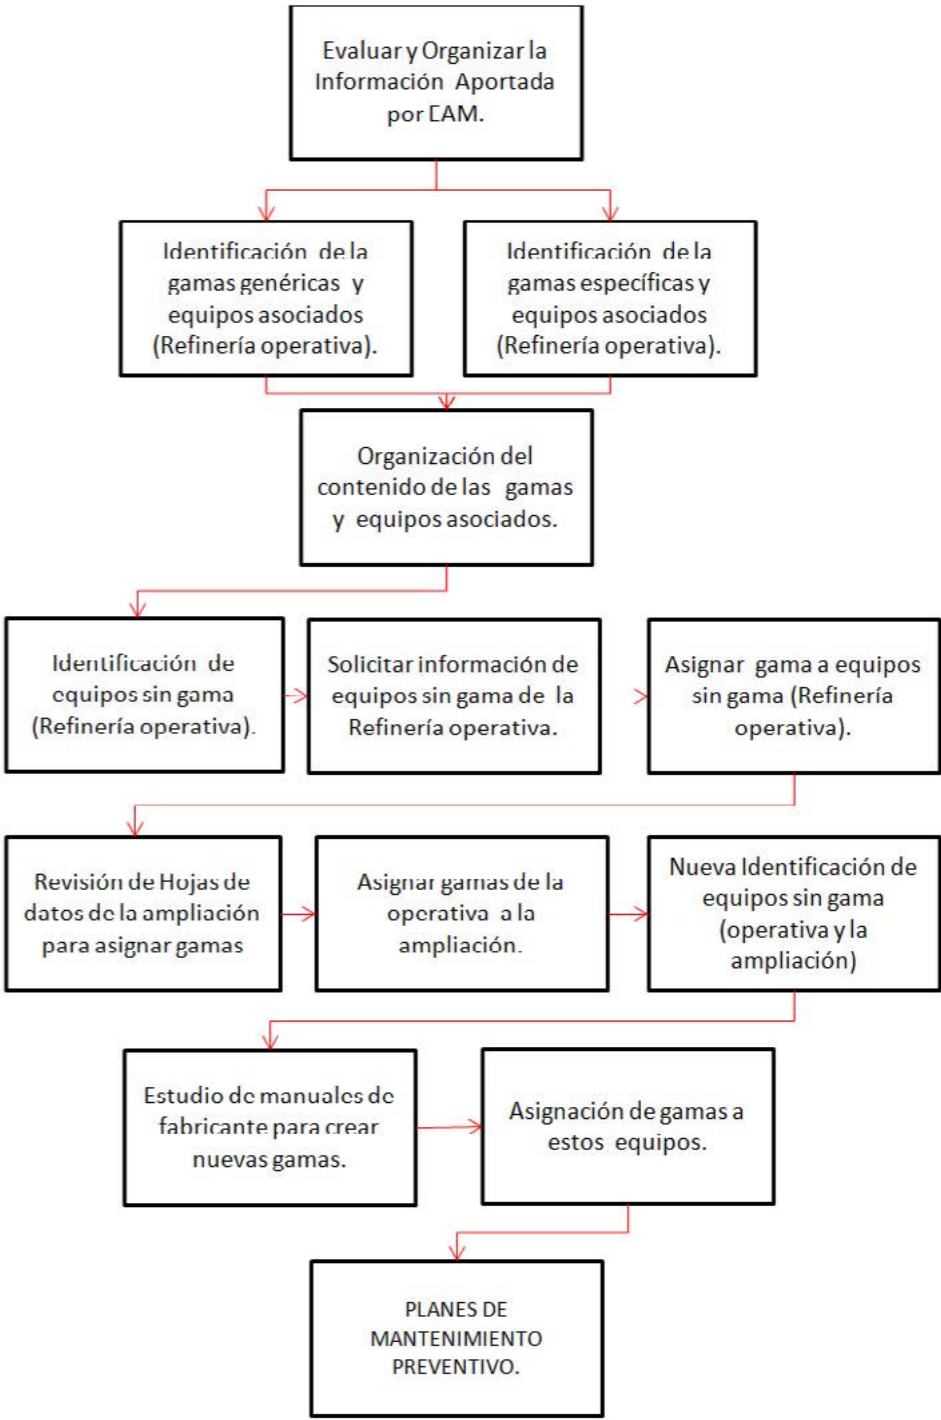 Evaluar y Organizar la
Información Aportada
por EAM.
Identificación de la
gamas genéricas y
equipos asociados
(Refinería operativa).
Identificación de la
gamas específicas y
equipos asociados
(Refinería operativa).
Organización del
contenido de las gamas
y equipos asociados.
Identificación de
equipos sin gama
(Refinería operativa).
Solicitar información de
equipos sin gama de la
Refinería operativa.
Asignar gama a equipos
sin gama (Refinería
operativa).
Revisión de Hojas de
datos de la ampliación
para asignar gamas
Asignar gamas de la
operativa a la
ampliación.
Nueva Identificación de
equipos sin gama
(operativa y la
ampliación)
Estudio de manuales de
fabricante para crear
nuevas gamas.
Asignación de gamas a
estos equipos.
PLANES DE
MANTENIMIENTO
PREVENTIVO.